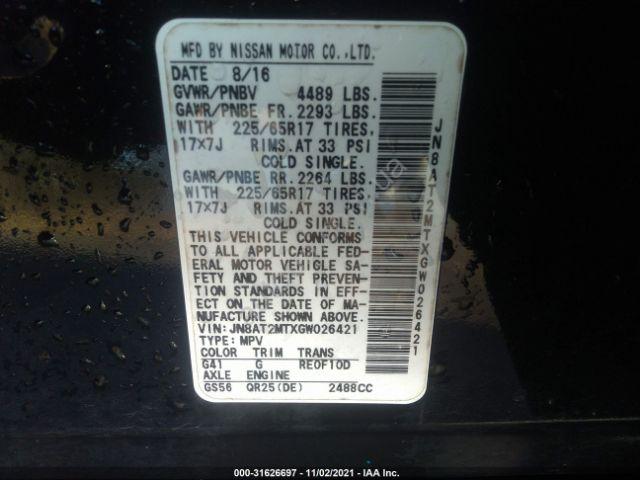 MFD BY NISSAN MOTOR CO.,LTD.
DATE 8/16
GVWR/PNBV 4489 LBS.
GAWR/PNBE FR. 2293 LBS.
WITH 225/65R17 TIRES.
17x7J RIMS.AT 33 PSI
COLD SINGLE.
GAWR/PNBE RR. 2264 LBS.
WITH 225/65R17 TIRES.
17x7J RIMS.AT 33 PSI
COLD SINGLE.
THIS VEHICLE CONFORMS
TO ALL APPLICABLE FED-
ERAL MOTOR VEHICLE SA-
FETY AND THEFT PREVEN-
TION STANDARDS IN EFF-
ECT ON THE DATE OF MA-
NUFACTURE SHOWN ABOVE.
VIN: JN8AT2MTXGW026421
TYPE: MPV
COLOR TRIM TRANS
G41 G RE0F10D
AXLE ENGINE
GS56 QR25(DE) 2488CC
JN8AT2MTXGW026421
000-31626697 - 11/02/2021 - IAA Inc.